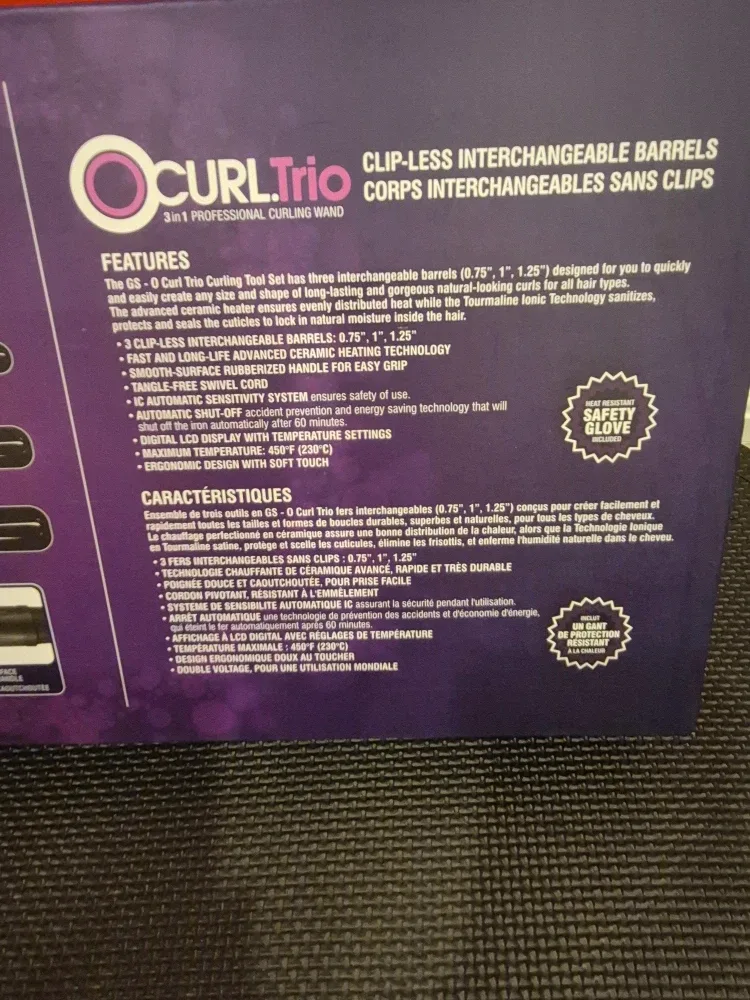 OCURL.Trio
3in1 PROFESSIONAL CURLING WAND
CLIP-LESS INTERCHANGEABLE BARRELS
CORPS INTERCHANGEABLES SANS CLIPS
FEATURES
The GS - O Curl Trio Curling Tool Set has three interchangeable barrels (0.75", 1", 1.25") designed for you to quickly
and easily create any size and shape of long-lasting and gorgeous natural-looking curls for all hair types.
The advanced ceramic heater ensures evenly distributed heat while the Tourmaline Ionic Technology sanitizes,
protects and seals the cuticles to lock in natural moisture inside the hair.
• 3 CLIP-LESS INTERCHANGEABLE BARRELS: 0.75", 1", 1.25"
• FAST AND LONG-LIFE ADVANCED CERAMIC HEATING TECHNOLOGY
• SMOOTH-SURFACE RUBBERIZED HANDLE FOR EASY GRIP
• TANGLE-FREE SWIVEL CORD
• IC AUTOMATIC SENSITIVITY SYSTEM ensures safety of use.
• AUTOMATIC SHUT-OFF accident prevention and energy saving technology that will
shut off the iron automatically after 60 minutes.
• DIGITAL LCD DISPLAY WITH TEMPERATURE SETTINGS
• MAXIMUM TEMPERATURE: 450°F (230°C)
• ERGONOMIC DESIGN WITH SOFT TOUCH
HEAT RESISTANT
SAFETY
GLOVE
INCLUDED
CARACTÉRISTIQUES
Ensemble de trois outils en GS - O Curl Trio fers interchangeables (0.75", 1", 1.25") conçus pour créer facilement et
rapidement toutes les tailles et formes de boucles durables, superbes et naturelles, pour tous les types de cheveux.
Le chauffage perfectionné en céramique assure une bonne distribution de la chaleur, alors que la Technologie Ionique
en Tourmaline satine, protège et scelle les cuticules, élimine les frisottis, et enferme l'humidité naturelle dans le cheveu.
• 3 FERS INTERCHANGEABLES SANS CLIPS : 0.75", 1", 1.25"
• TECHNOLOGIE CHAUFFANTE DE CÉRAMIQUE AVANCÉ, RAPIDE ET TRÈS DURABLE
• POIGNÉE DOUCE ET CAOUTCHOUTÉE, POUR PRISE FACILE
• CORDON PIVOTANT, RÉSISTANT À L'EMMÊLEMENT
• SYSTEME DE SENSIBILITE AUTOMATIQUE IC assurant la sécurité pendant l'utilisation.
• ARRÊT AUTOMATIQUE une technologie de prévention des accidents et d'économie d'énergie,
qui éteint le fer automatiquement après 60 minutes.
• AFFICHAGE À LCD DIGITAL AVEC RÉGLAGES DE TEMPÉRATURE
• TEMPÉRATURE MAXIMALE : 450°F (230°C)
• DESIGN ERGONOMIQUE DOUX AU TOUCHER
• DOUBLE VOLTAGE, POUR UNE UTILISATION MONDIALE
INCLUT
UN GANT
DE PROTECTION
RÉSISTANT
À LA CHALEUR